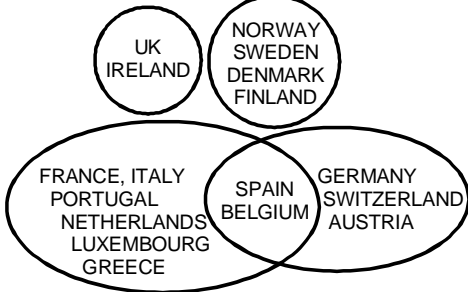 UK
IRELAND
NORWAY
SWEDEN
DENMARK
FINLAND
FRANCE, ITALY
PORTUGAL
NETHERLANDS
LUXEMBOURG
GREECE
SPAIN
BELGIUM
GERMANY
SWITZERLAND
AUSTRIA